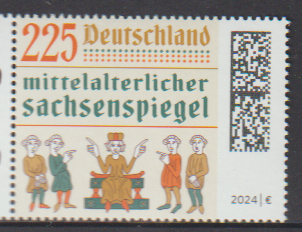 225 Deutschland
mittelalterlicher
sachsenspiegel
2024|€